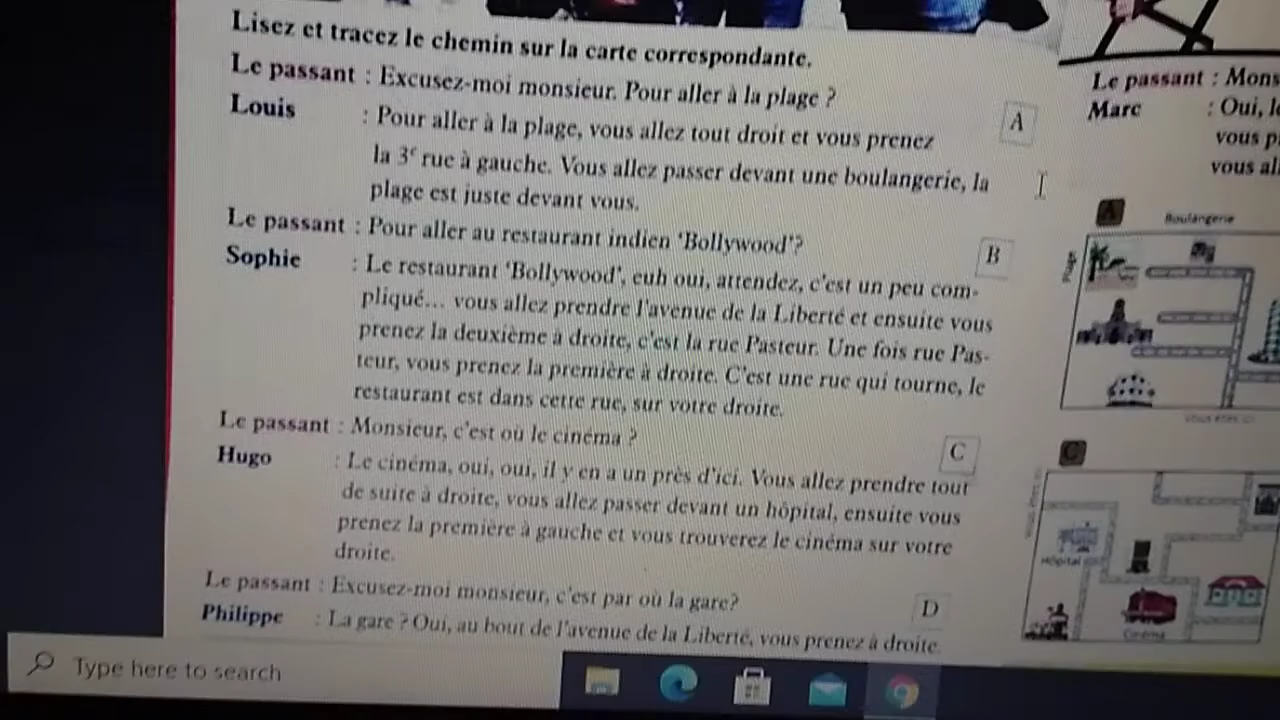 Lisez et tracez le chemin sur la carte correspondante.
Le passant : Excusez-moi monsieur. Pour aller à la plage ?
A
Louis : Pour aller à la plage, vous allez tout droit et vous prenez
la 3e rue à gauche. Vous allez passer devant une boulangerie, la
plage est juste devant vous.
Le passant : Pour aller au restaurant indien ‘Bollywood’?
B
Sophie : Le restaurant ‘Bollywood’, euh oui, attendez, c’est un peu com-
pliqué... vous allez prendre l’avenue de la Liberté et ensuite vous
prenez la deuxième à droite, c’est la rue Pasteur. Une fois rue Pas-
teur, vous prenez la première à droite. C’est une rue qui tourne, le
restaurant est dans cette rue, sur votre droite.
Le passant : Monsieur, c’est où le cinéma ?
C
Hugo : Le cinéma, oui, oui, il y en a un près d’ici. Vous allez prendre tout
de suite à droite, vous allez passer devant un hôpital, ensuite vous
prenez la première à gauche et vous trouverez le cinéma sur votre
droite.
Le passant : Excusez-moi monsieur, c’est par où la gare?
D
Philippe : La gare ? Oui, au bout de l’avenue de la Liberté, vous prenez à droite.
Le passant : Mons
Marc : Oui, l
vous p
vous all
A
Boulangerie
Plage
VOUS ÊTES ICI
C
Hôpital
Cinéma
Type here to search